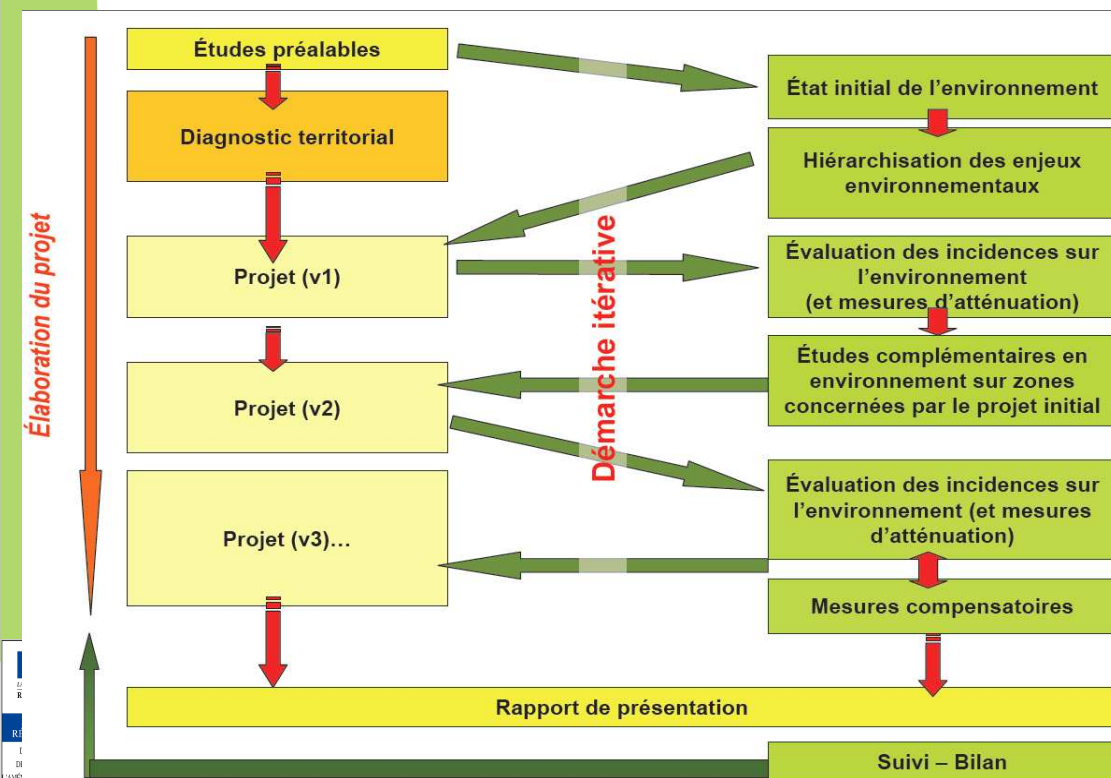 Études préalables
Diagnostic territorial
Projet (v1)
Projet (v2)
Projet (v3)…
Élaboration du projet
Démarche itérative
État initial de l’environnement
Hiérarchisation des enjeux
environnementaux
Évaluation des incidences sur
l’environnement
(et mesures d’atténuation)
Études complémentaires en
environnement sur zones
concernées par le projet initial
Évaluation des incidences sur
l’environnement (et mesures
d’atténuation)
Mesures compensatoires
Rapport de présentation
Suivi – Bilan